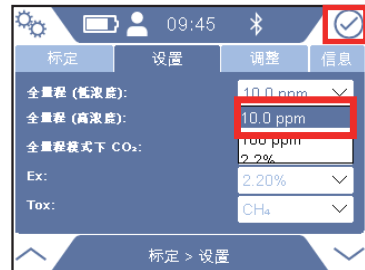 09:45
标定 设置 调整 信息
全量程 (低浓度): 10.0 ppm
全量程 (高浓度): 10.0 ppm
全量程模式下 CO₂: 100 ppm
2.2%
Ex: 2.20%
Tox: CH₄
标定 > 设置